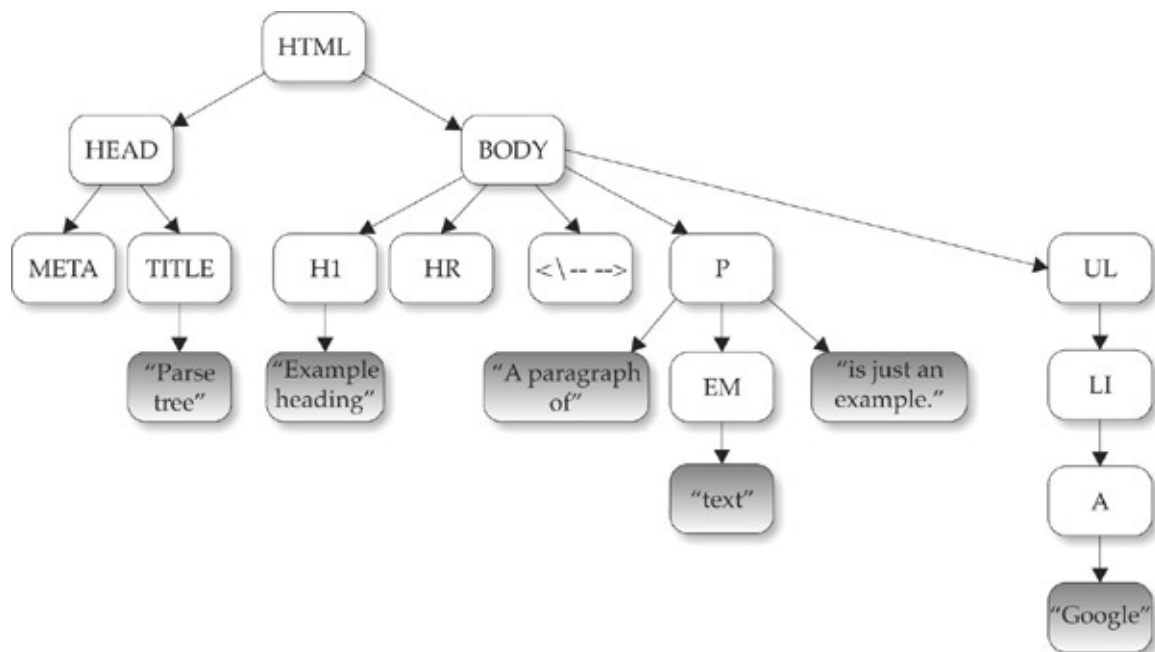 HTML
HEAD
BODY
META
TITLE
H1
HR
<\-- -->
P
UL
“Parse
tree”
“Example
heading”
“A paragraph
of”
EM
“is just an
example.”
LI
“text”
A
“Google”